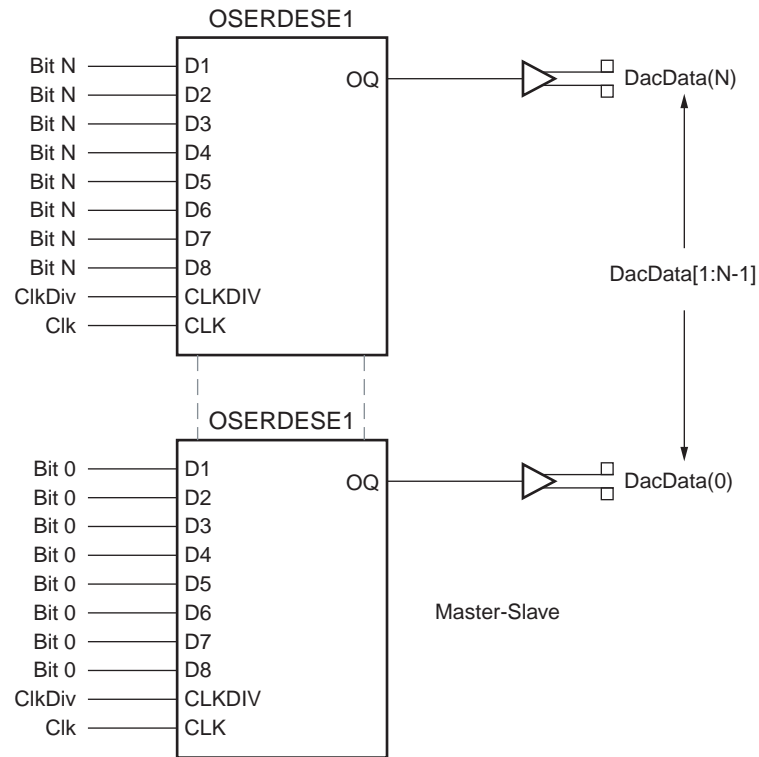 OSERDESE1
Bit N D1
OQ
DacData(N)
Bit N D2
Bit N D3
Bit N D4
Bit N D5
Bit N D6
Bit N D7
Bit N D8
DacData[1:N-1]
ClkDiv CLKDIV
Clk CLK
OSERDESE1
Bit 0 D1
OQ
DacData(0)
Bit 0 D2
Bit 0 D3
Bit 0 D4
Bit 0 D5
Bit 0 D6
Master-Slave
Bit 0 D7
Bit 0 D8
ClkDiv CLKDIV
Clk CLK